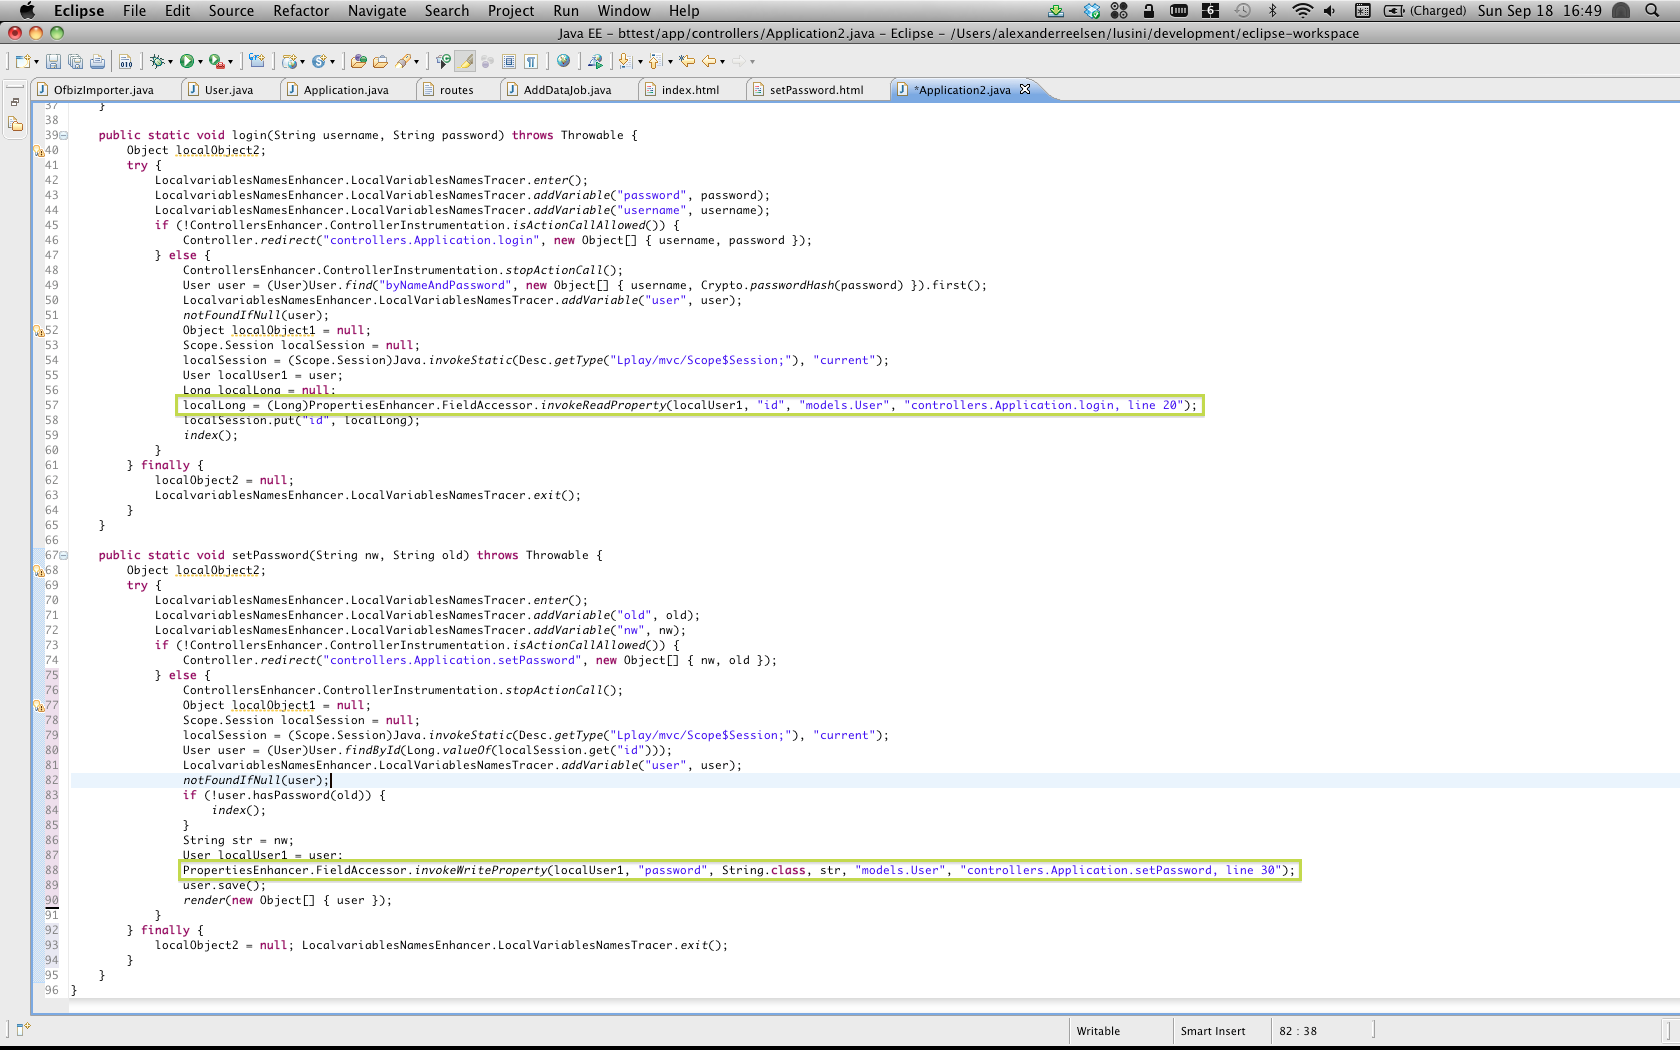 Eclipse File Edit Source Refactor Navigate Search Project Run Window Help 6 (Charged) Sun Sep 18 16:49
Java EE - bttest/app/controllers/Application2.java - Eclipse - /Users/alexanderreelsen/lusini/development/eclipse-workspace
OfbizImporter.java User.java Application.java routes AddDataJob.java index.html setPassword.html *Application2.java
37 }
38
39 public static void login(String username, String password) throws Throwable {
40 Object localObject2;
41 try {
42 LocalvariablesNamesEnhancer.LocalVariablesNamesTracer.enter();
43 LocalvariablesNamesEnhancer.LocalVariablesNamesTracer.addVariable("password", password);
44 LocalvariablesNamesEnhancer.LocalVariablesNamesTracer.addVariable("username", username);
45 if (!ControllersEnhancer.ControllerInstrumentation.isActionCallAllowed()) {
46 Controller.redirect("controllers.Application.login", new Object[] { username, password });
47 } else {
48 ControllersEnhancer.ControllerInstrumentation.stopActionCall();
49 User user = (User)User.find("byNameAndPassword", new Object[] { username, Crypto.passwordHash(password) }).first();
50 LocalvariablesNamesEnhancer.LocalVariablesNamesTracer.addVariable("user", user);
51 notFoundIfNull(user);
52 Object localObject1 = null;
53 Scope.Session localSession = null;
54 localSession = (Scope.Session)Java.invokeStatic(Desc.getType("Lplay/mvc/Scope$Session;"), "current");
55 User localUser1 = user;
56 Long localLong = null;
57 localLong = (Long)PropertiesEnhancer.FieldAccessor.invokeReadProperty(localUser1, "id", "models.User", "controllers.Application.login, line 20");
58 localSession.put("id", localLong);
59 index();
60 }
61 } finally {
62 localObject2 = null;
63 LocalvariablesNamesEnhancer.LocalVariablesNamesTracer.exit();
64 }
65 }
66
67 public static void setPassword(String nw, String old) throws Throwable {
68 Object localObject2;
69 try {
70 LocalvariablesNamesEnhancer.LocalVariablesNamesTracer.enter();
71 LocalvariablesNamesEnhancer.LocalVariablesNamesTracer.addVariable("old", old);
72 LocalvariablesNamesEnhancer.LocalVariablesNamesTracer.addVariable("nw", nw);
73 if (!ControllersEnhancer.ControllerInstrumentation.isActionCallAllowed()) {
74 Controller.redirect("controllers.Application.setPassword", new Object[] { nw, old });
75 } else {
76 ControllersEnhancer.ControllerInstrumentation.stopActionCall();
77 Object localObject1 = null;
78 Scope.Session localSession = null;
79 localSession = (Scope.Session)Java.invokeStatic(Desc.getType("Lplay/mvc/Scope$Session;"), "current");
80 User user = (User)User.findById(Long.valueOf(localSession.get("id")));
81 LocalvariablesNamesEnhancer.LocalVariablesNamesTracer.addVariable("user", user);
82 notFoundIfNull(user);
83 if (!user.hasPassword(old)) {
84 index();
85 }
86 String str = nw;
87 User localUser1 = user;
88 PropertiesEnhancer.FieldAccessor.invokeWriteProperty(localUser1, "password", String.class, str, "models.User", "controllers.Application.setPassword, line 30");
89 user.save();
90 render(new Object[] { user });
91 }
92 } finally {
93 localObject2 = null; LocalvariablesNamesEnhancer.LocalVariablesNamesTracer.exit();
94 }
95 }
96 }
Writable Smart Insert 82 : 38